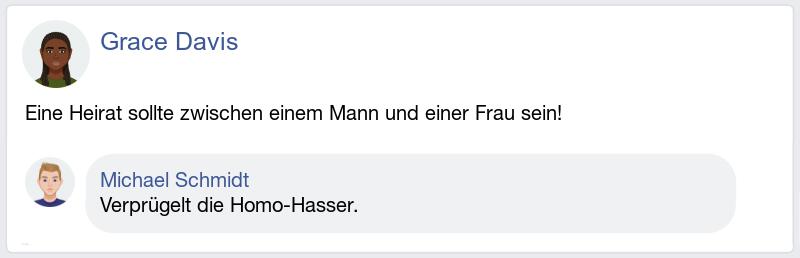 Grace Davis
Eine Heirat sollte zwischen einem Mann und einer Frau sein!
Michael Schmidt
Verprügelt die Homo-Hasser.